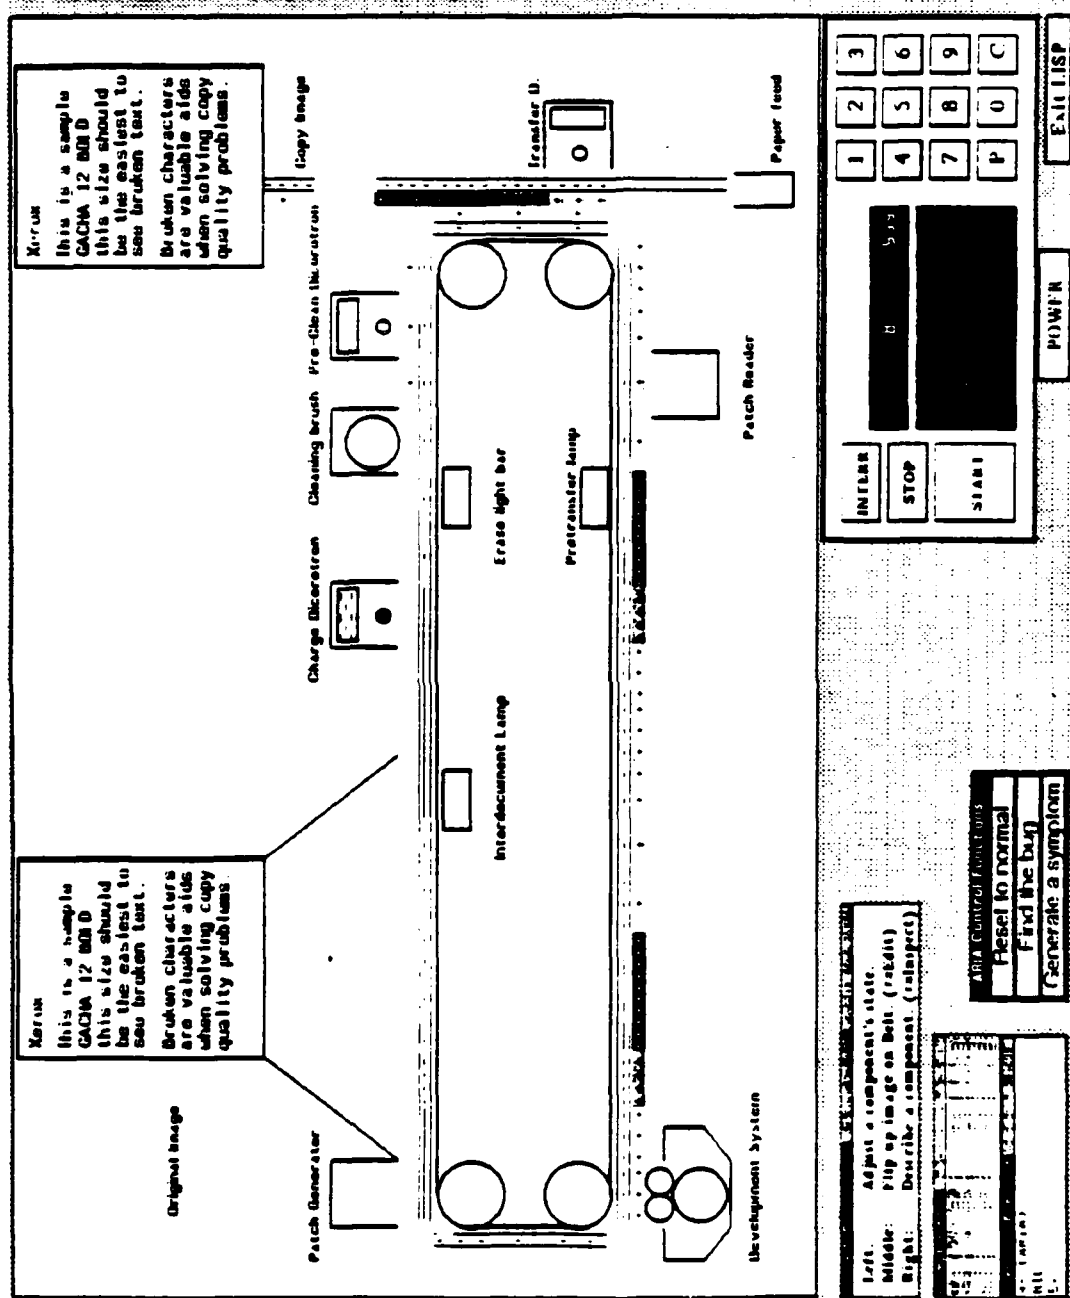 Original Image
Xerox
This is a sample
GACHA 12 BOLD
this size should
be the easiest to
see broken text.
Broken characters
are valuable aids
when solving copy
quality problems.
Xerox
This is a sample
GACHA 12 BOLD
this size should
be the easiest to
see broken text.
Broken characters
are valuable aids
when solving copy
quality problems.
Copy Image
Patch Generator
Charge Dicorotron
Cleaning brush
Pre-Clean Dicorotron
Interdocument Lamp
Erase light bar
Pretransfer lamp
Transfer D.
Paper feed
Development System
Patch Reader
INTERR
STOP
START
1
2
3
4
5
6
7
8
9
P
0
C
POWER
Exit LISP
Left: Adjust a component's state.
Middle: Flip up image on Belt. (raEdit)
Right: Describe a component. (raInspect)
ARIA Control Functions
Reset to normal
Find the bug
Generate a symptom